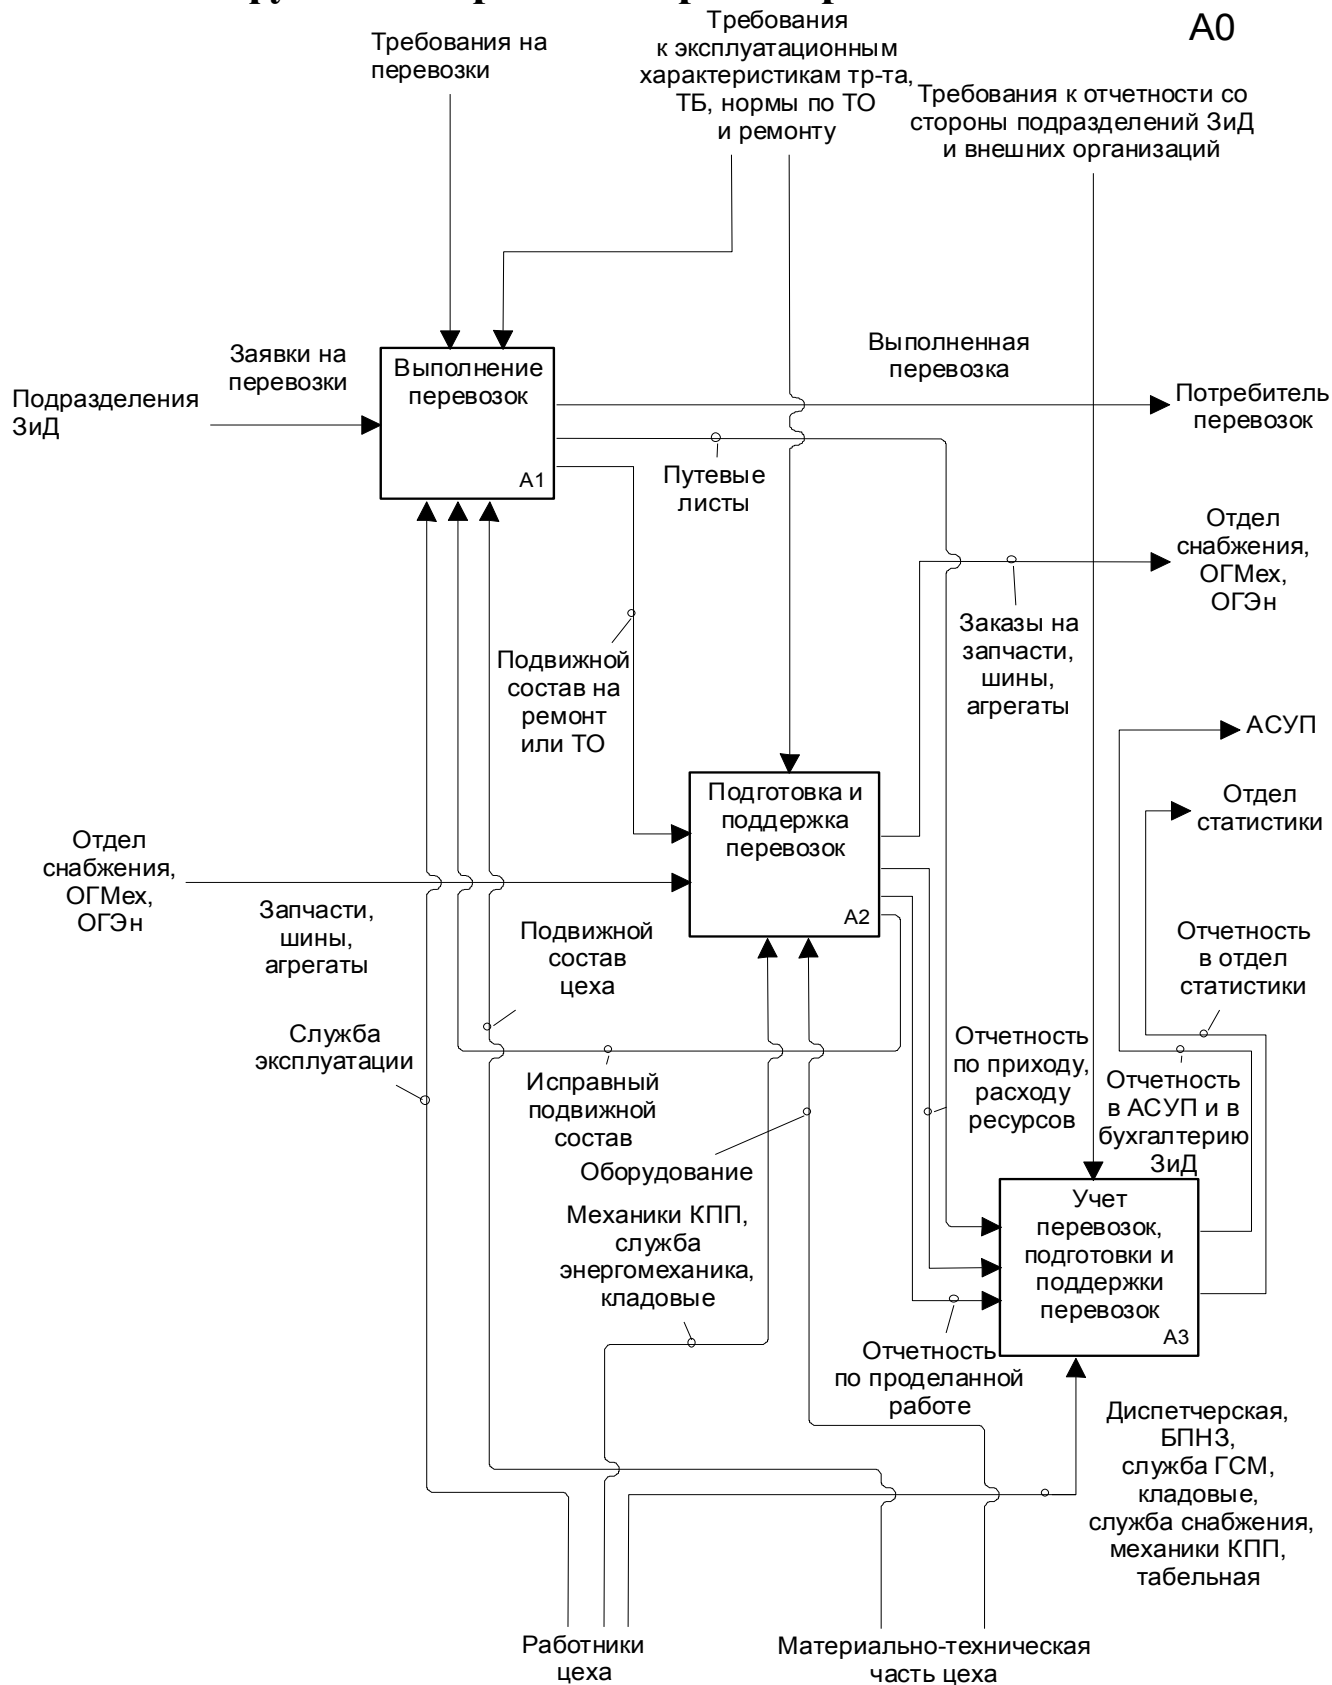 А0
Требования на
перевозки
Требования
к эксплуатационным
характеристикам тр-та,
ТБ, нормы по ТО
и ремонту
Требования к отчетности со
стороны подразделений ЗиД
и внешних организаций
Заявки на
перевозки
Подразделения
ЗиД
Выполнение
перевозок
А1
Выполненная
перевозка
Потребитель
перевозок
Путевые
листы
Отдел
снабжения,
ОГМех,
ОГЭн
Заказы на
запчасти,
шины,
агрегаты
Подвижной
состав на
ремонт
или ТО
АСУП
Отдел
статистики
Подготовка и
поддержка
перевозок
А2
Отдел
снабжения,
ОГМех,
ОГЭн
Запчасти,
шины,
агрегаты
Подвижной
состав
цеха
Отчетность
в отдел
статистики
Служба
эксплуатации
Исправный
подвижной
состав
Отчетность
по приходу,
расходу
ресурсов
Отчетность
в АСУП и в
бухгалтерию
ЗиД
Оборудование
Механики КПП,
служба
энергомеханика,
кладовые
Учет
перевозок,
подготовки и
поддержки
перевозок
А3
Отчетность
по проделанной
работе
Диспетчерская,
БПНЗ,
служба ГСМ,
кладовые,
служба снабжения,
механики КПП,
табельная
Работники
цеха
Материально-техническая
часть цеха